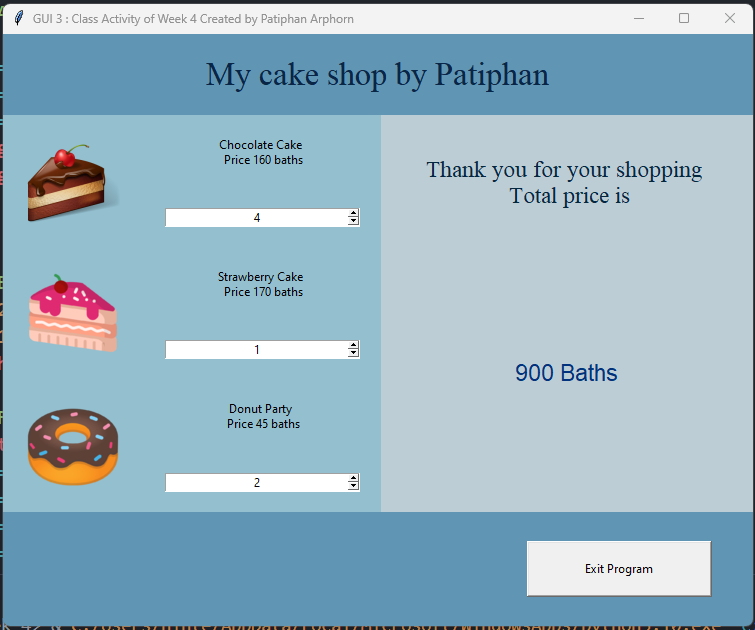 GUI 3 : Class Activity of Week 4 Created by Patiphan Arphorn
My cake shop by Patiphan
Chocolate Cake
Price 160 baths
4
Strawberry Cake
Price 170 baths
1
Donut Party
Price 45 baths
2
Thank you for your shopping
Total price is
900 Baths
Exit Program